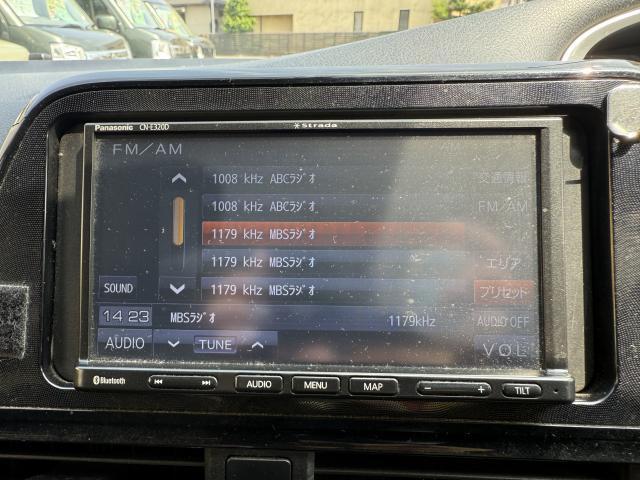 Panasonic CN-E320D Strada
FM/AM AM
1008 kHz ABCﾗｼﾞｵ 交通情報
1008 kHz ABCﾗｼﾞｵ FM/AM
1179 kHz MBSﾗｼﾞｵ
1179 kHz MBSﾗｼﾞｵ エリア
SOUND 1179 kHz MBSﾗｼﾞｵ プリセット
14 23 MBSﾗｼﾞｵ 1179kHz AUDIO OFF
AUDIO TUNE VOL
Bluetooth AUDIO MENU MAP − + TILT